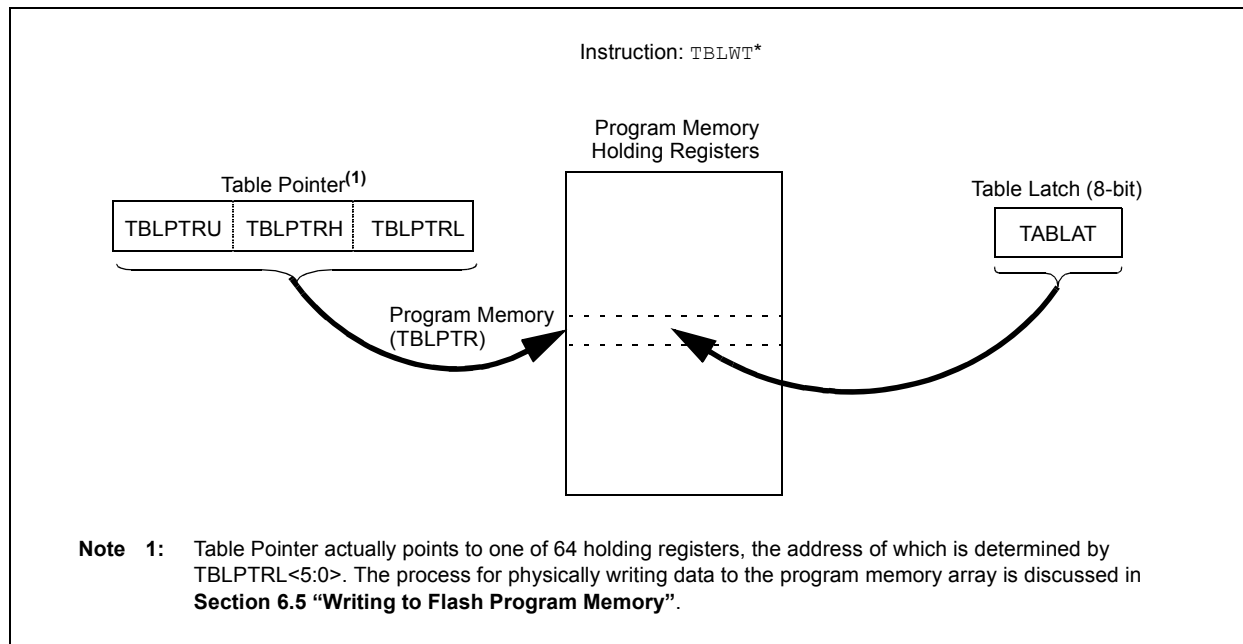 Instruction: TBLWT*
Program Memory
Holding Registers
Table Pointer(1)
Table Latch (8-bit)
TBLPTRU TBLPTRH TBLPTRL
TABLAT
Program Memory
(TBLPTR)
Note 1: Table Pointer actually points to one of 64 holding registers, the address of which is determined by
TBLPTRL<5:0>. The process for physically writing data to the program memory array is discussed in
Section 6.5 “Writing to Flash Program Memory”.